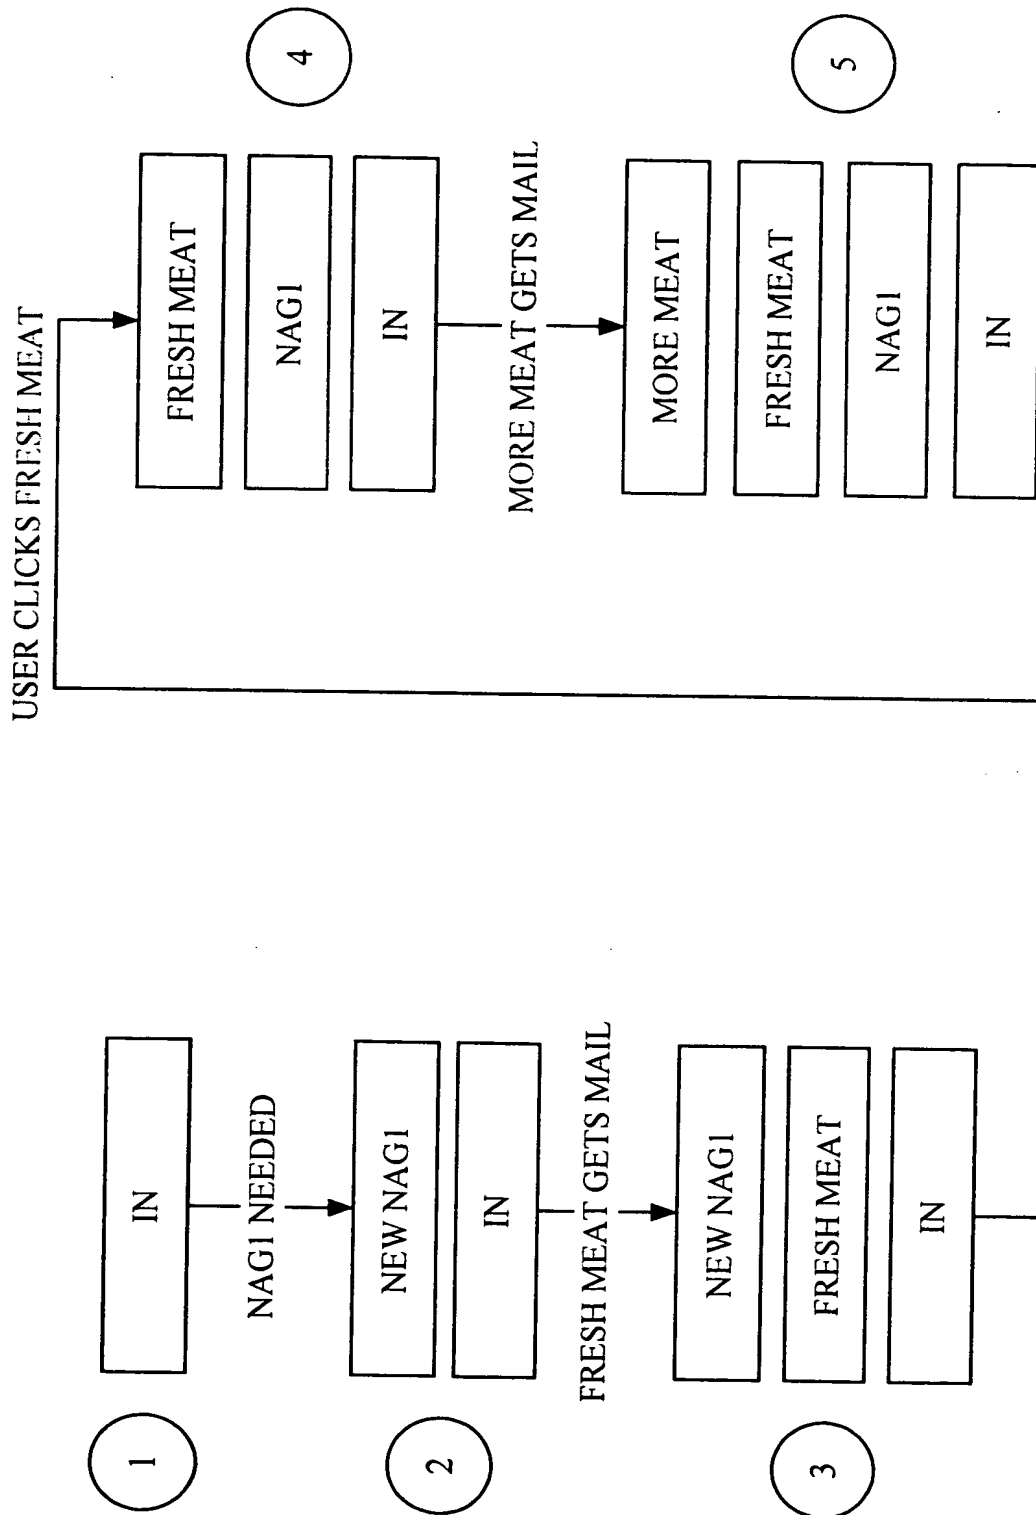 1
IN
NAG1 NEEDED
2
NEW NAG1
IN
FRESH MEAT GETS MAIL
3
NEW NAG1
FRESH MEAT
IN
USER CLICKS FRESH MEAT
4
FRESH MEAT
NAG1
IN
MORE MEAT GETS MAIL
5
MORE MEAT
FRESH MEAT
NAG1
IN